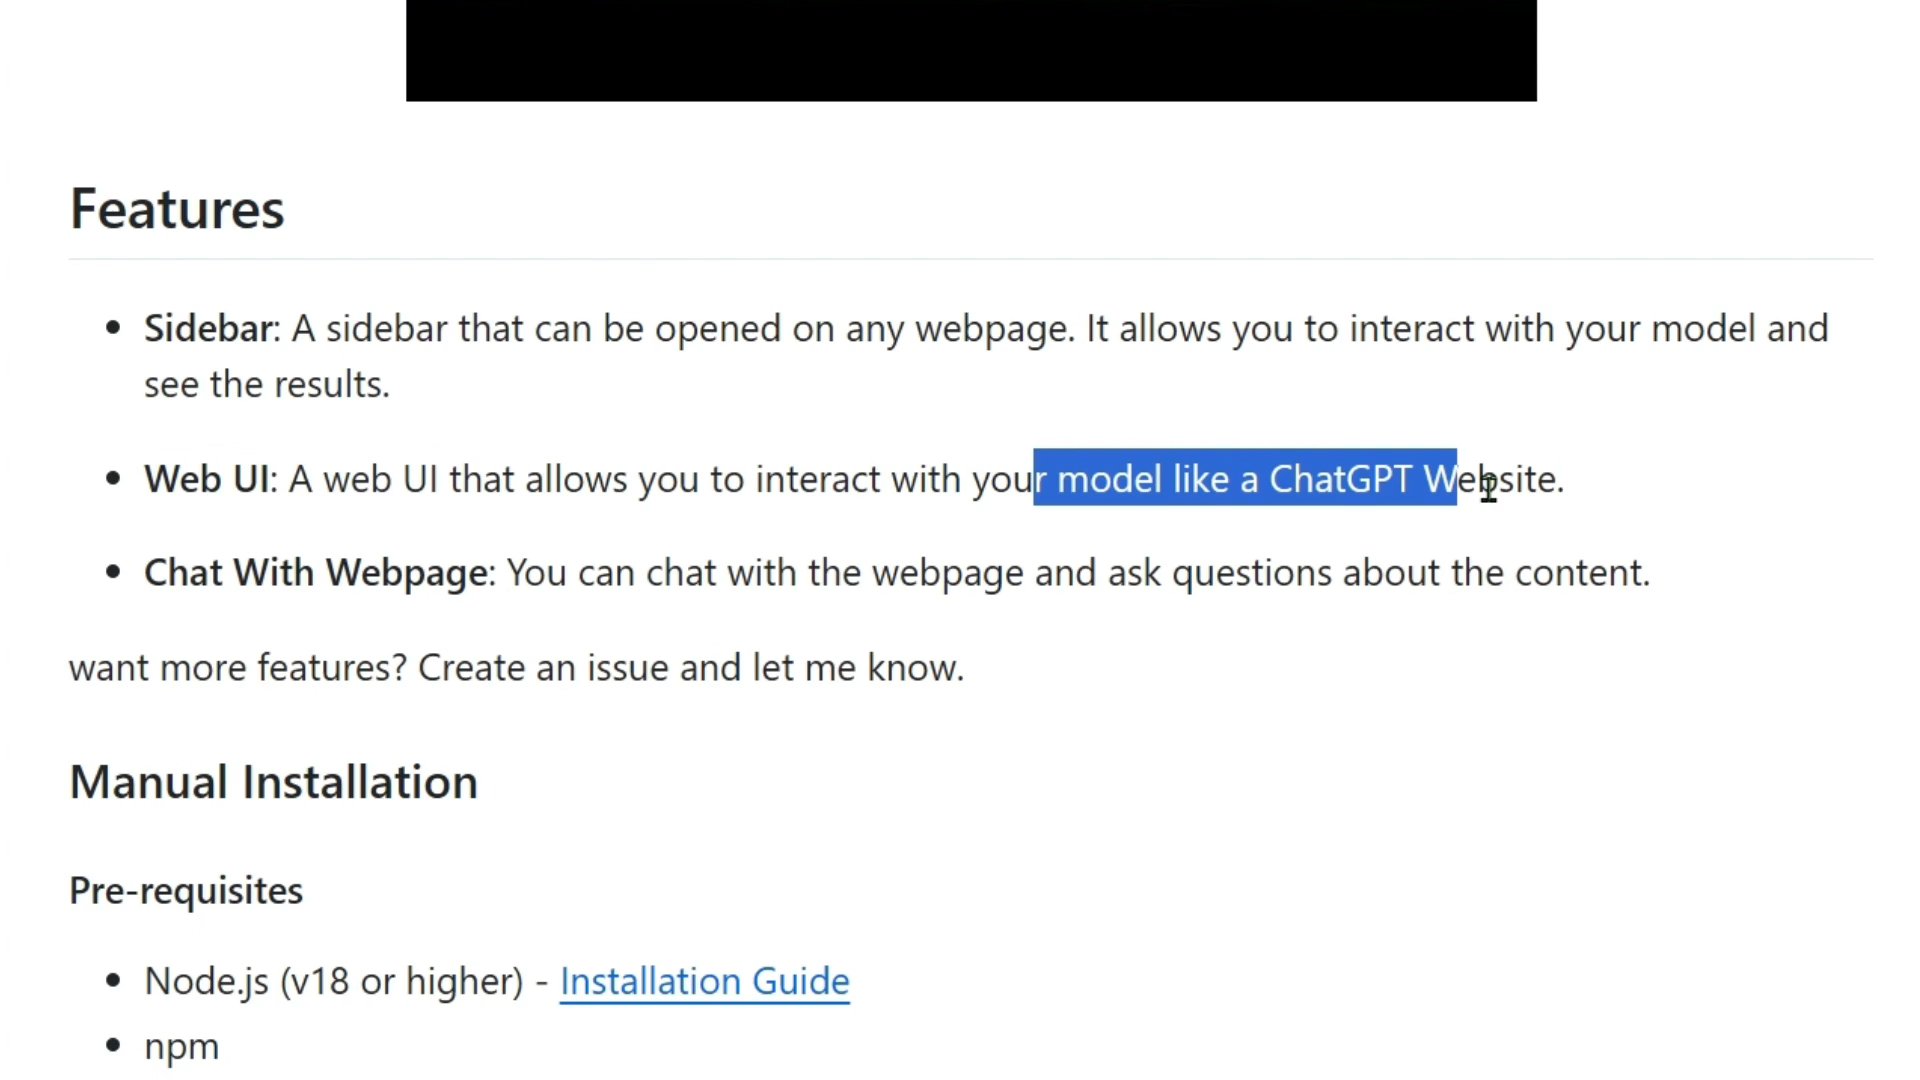 Features
• Sidebar: A sidebar that can be opened on any webpage. It allows you to interact with your model and
see the results.
• Web UI: A web UI that allows you to interact with your model like a ChatGPT Website.
• Chat With Webpage: You can chat with the webpage and ask questions about the content.
want more features? Create an issue and let me know.
Manual Installation
Pre-requisites
• Node.js (v18 or higher) - Installation Guide
• npm